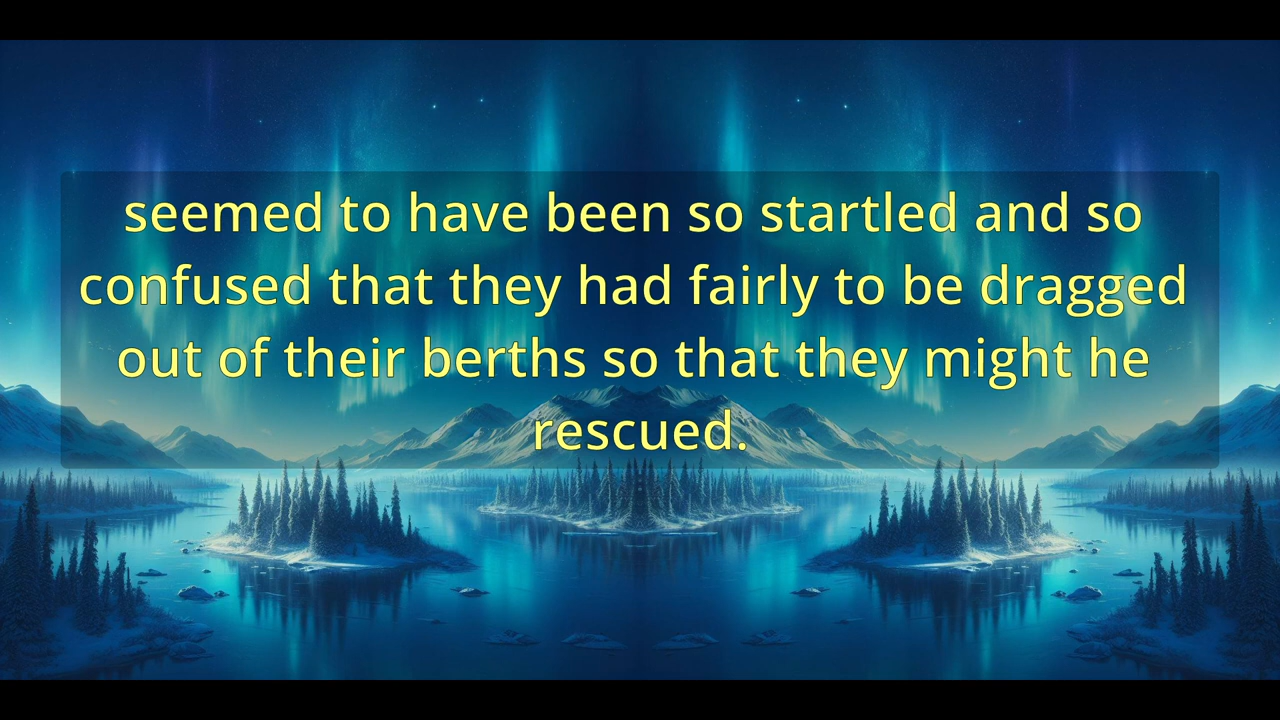 seemed to have been so startled and so
confused that they had fairly to be dragged
out of their berths so that they might he
rescued.